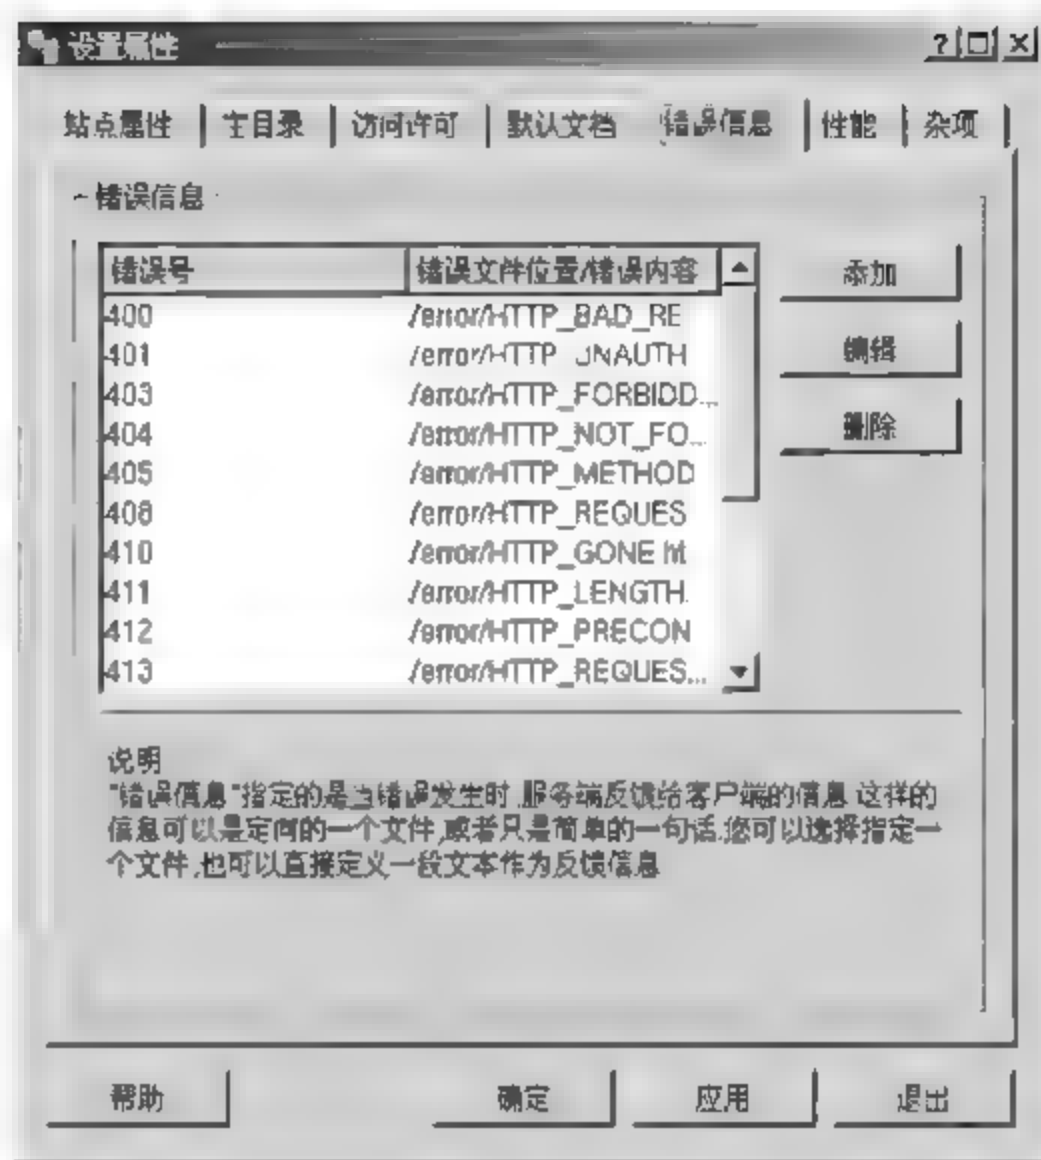 设置属性
站点属性 主目录 访问许可 默认文档 错误信息 性能 杂项
错误信息
错误号 错误文件位置/错误内容
添加
400 /error/HTTP_BAD_RE
编辑
401 /error/HTTP_UNAUTH
403 /error/HTTP_FORBIDD...
删除
404 /error/HTTP_NOT_FO...
405 /error/HTTP_METHOD
408 /error/HTTP_REQUES
410 /error/HTTP_GONE ht
411 /error/HTTP_LENGTH.
412 /error/HTTP_PRECON
413 /error/HTTP_REQUES...
说明
"错误信息"指定的是当错误发生时,服务端反馈给客户端的信息.这样的
信息可以是定向的一个文件,或者只是简单的一句话.您可以选择指定一
个文件,也可以直接定义一段文本作为反馈信息
帮助 确定 应用 退出